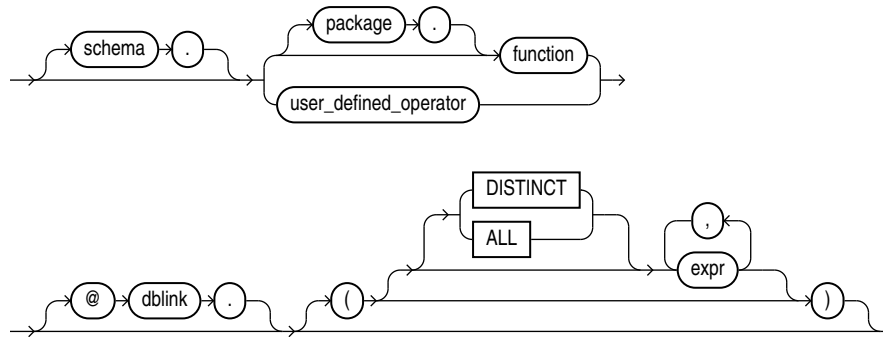 package .
schema . function
user_defined_operator
DISTINCT
ALL ,
@ dblink . ( expr )